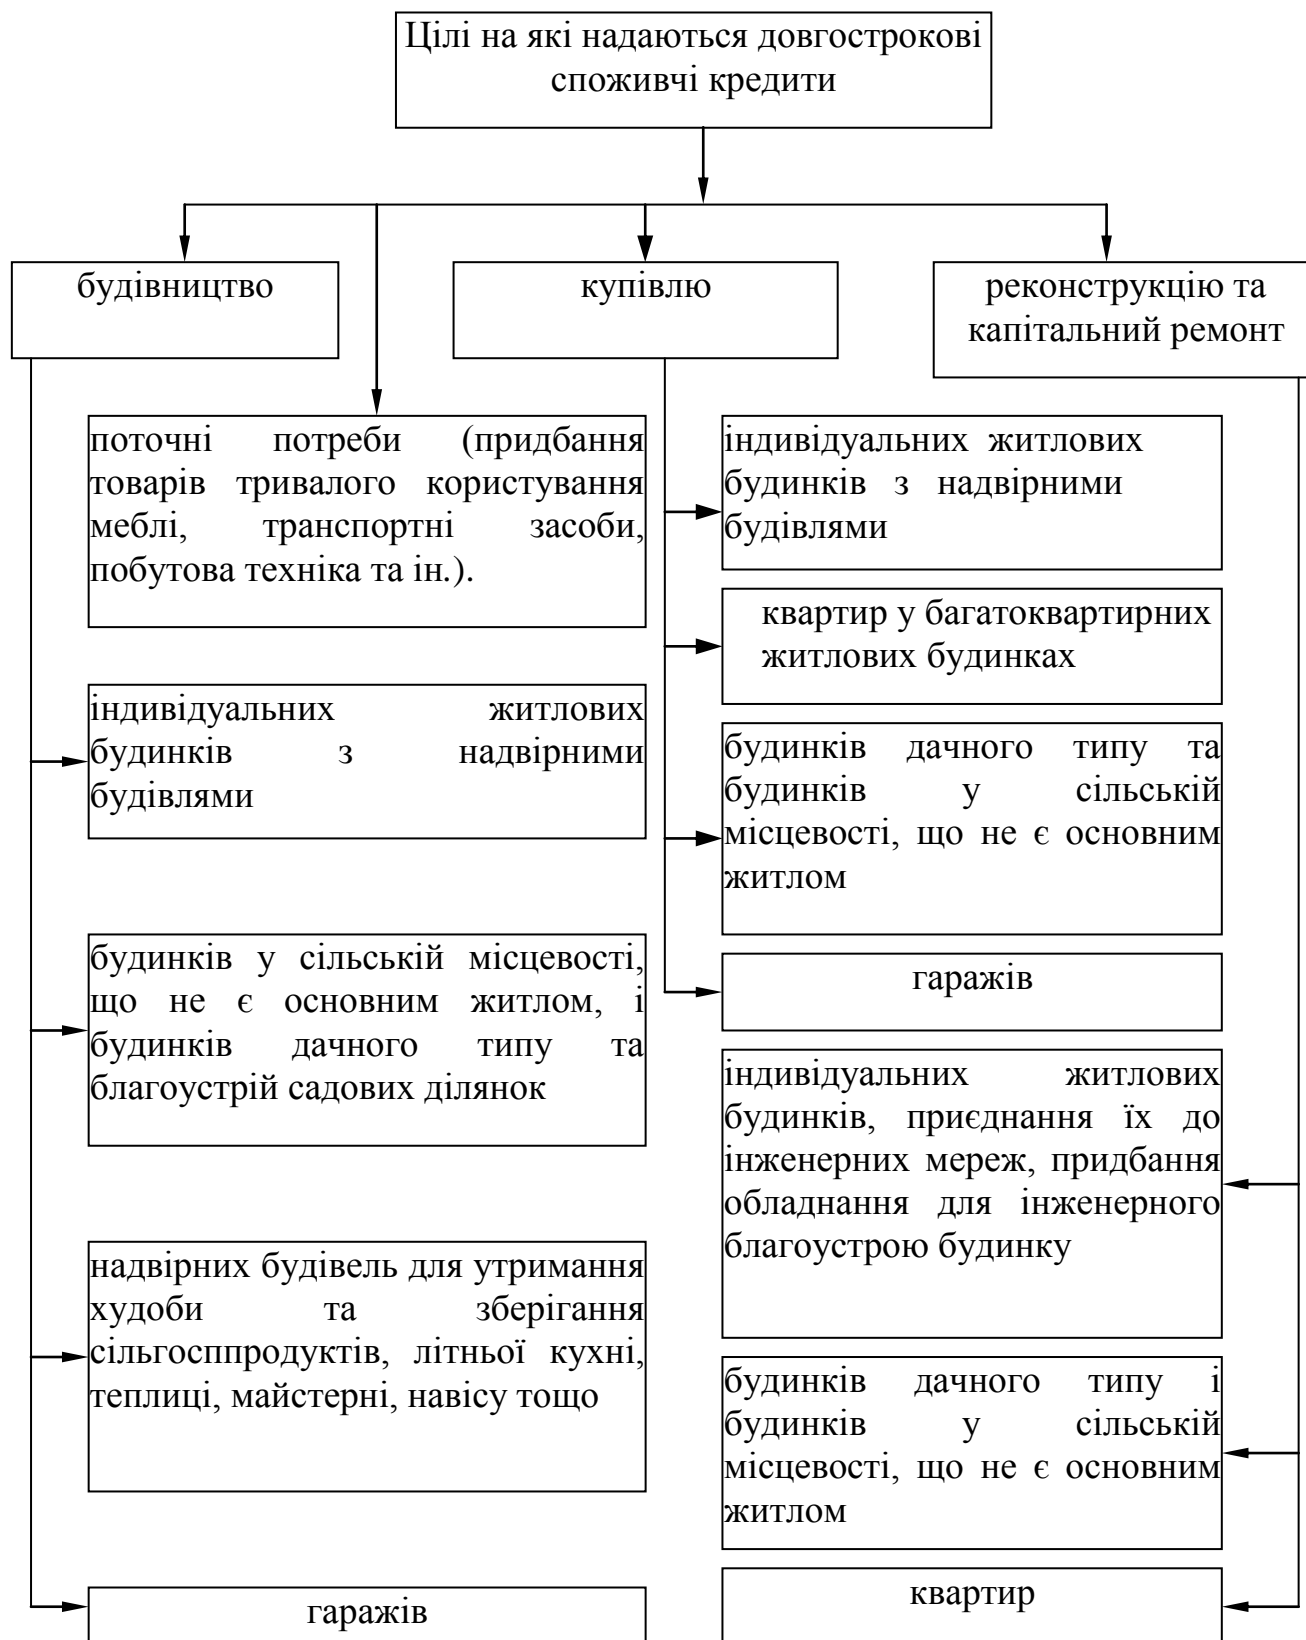 Цілі на які надаються довгострокові
споживчі кредити
будівництво
купівлю
реконструкцію та
капітальний ремонт
поточні потреби (придбання
товарів тривалого користування
меблі, транспортні засоби,
побутова техніка та ін.).
індивідуальних житлових
будинків з надвірними
будівлями
будинків у сільській місцевості,
що не є основним житлом, і
будинків дачного типу та
благоустрій садових ділянок
надвірних будівель для утримання
худоби та зберігання
сільгосппродуктів, літньої кухні,
теплиці, майстерні, навісу тощо
гаражів
індивідуальних житлових
будинків з надвірними
будівлями
квартир у багатоквартирних
житлових будинках
будинків дачного типу та
будинків у сільській
місцевості, що не є основним
житлом
гаражів
індивідуальних житлових
будинків, приєднання їх до
інженерних мереж, придбання
обладнання для інженерного
благоустрою будинку
будинків дачного типу і
будинків у сільській
місцевості, що не є основним
житлом
квартир